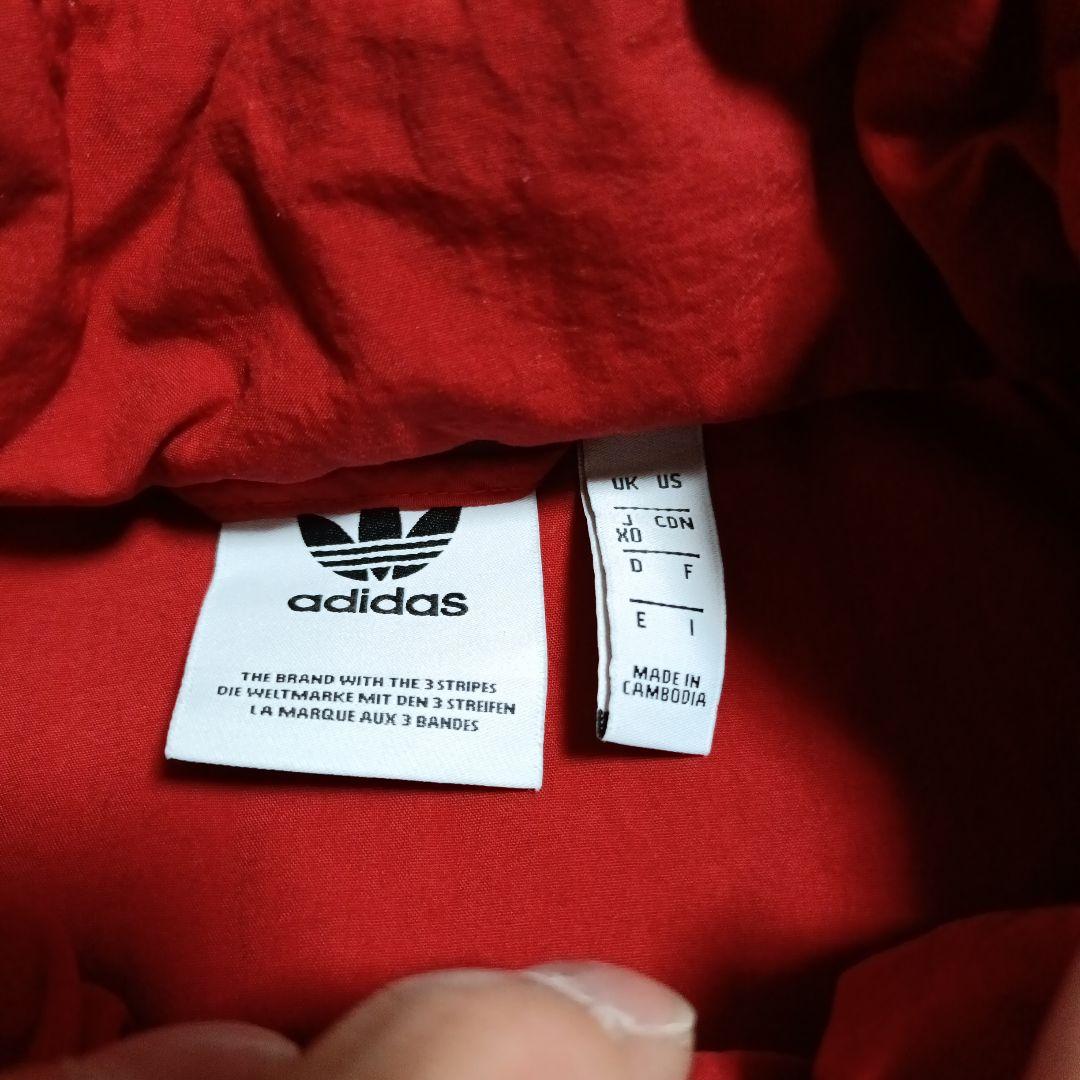 adidas
THE BRAND WITH THE 3 STRIPES
DIE WELTMARKE MIT DEN 3 STREIFEN
LA MARQUE AUX 3 BANDES
UK US
J XO CDN
D F
E I
MADE IN
CAMBODIA